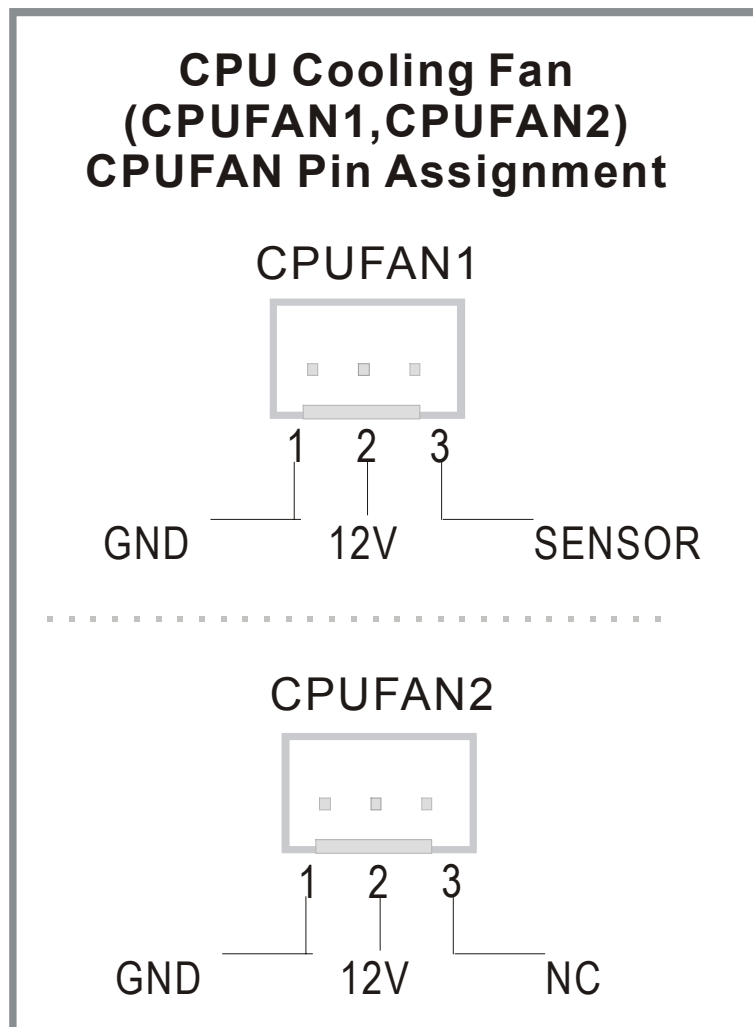 CPU Cooling Fan
(CPUFAN1,CPUFAN2)
CPUFAN Pin Assignment
CPUFAN1
1 2 3
GND 12V SENSOR
CPUFAN2
1 2 3
GND 12V NC